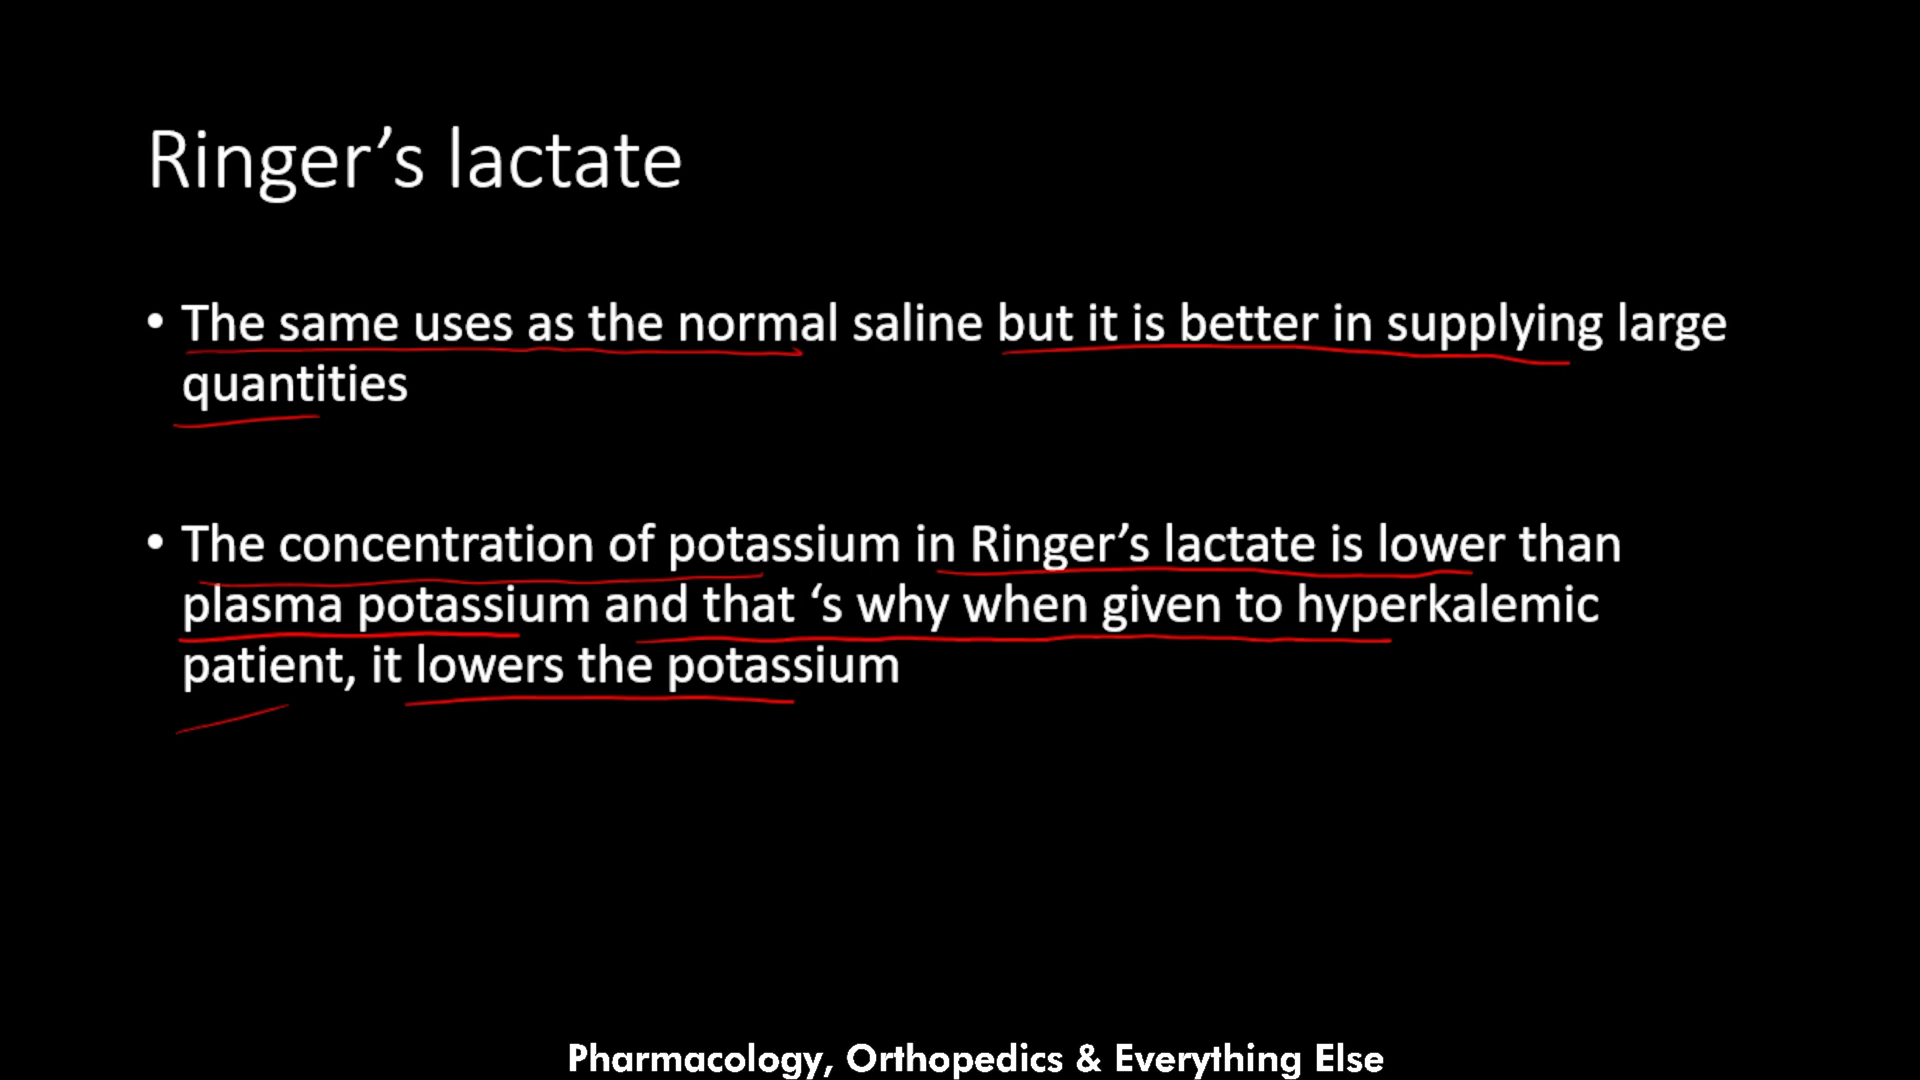 Ringer’s lactate
• The same uses as the normal saline but it is better in supplying large
quantities
• The concentration of potassium in Ringer’s lactate is lower than
plasma potassium and that ‘s why when given to hyperkalemic
patient, it lowers the potassium
Pharmacology, Orthopedics & Everything Else